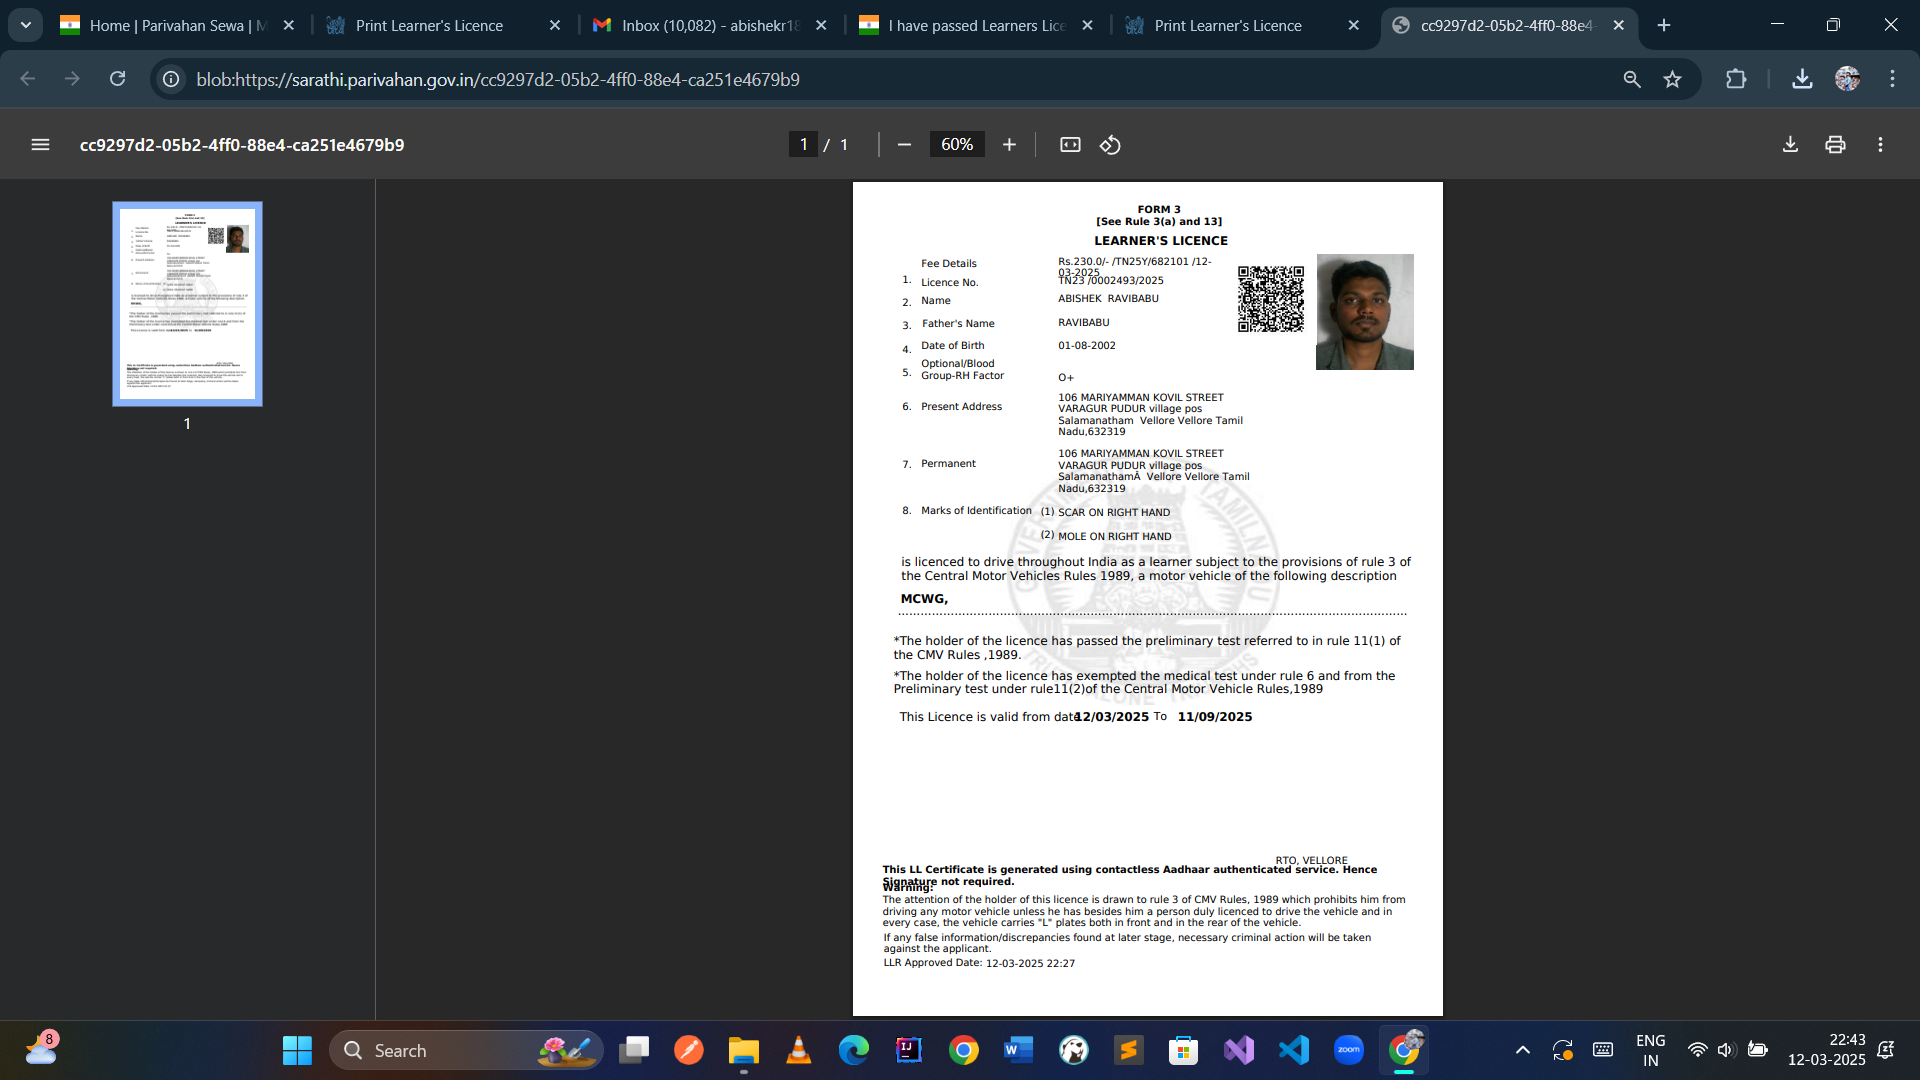 Home | Parivahan Sewa | M
Print Learner's Licence
Inbox (10,082) - abishekr18
I have passed Learners Lice
Print Learner's Licence
cc9297d2-05b2-4ff0-88e4-
blob:https://sarathi.parivahan.gov.in/cc9297d2-05b2-4ff0-88e4-ca251e4679b9
cc9297d2-05b2-4ff0-88e4-ca251e4679b9
1 / 1
60%
1
FORM 3
[See Rule 3(a) and 13]
LEARNER'S LICENCE
Fee Details Rs.230.0/- /TN25Y/682101 /12-
03-2025
1. Licence No. TN23 /0002493/2025
2. Name ABISHEK RAVIBABU
3. Father's Name RAVIBABU
4. Date of Birth 01-08-2002
5. Optional/Blood
Group-RH Factor O+
6. Present Address 106 MARIYAMMAN KOVIL STREET
VARAGUR PUDUR village pos
Salamanatham Vellore Vellore Tamil
Nadu,632319
7. Permanent 106 MARIYAMMAN KOVIL STREET
VARAGUR PUDUR village pos
SalamanathamÂ Vellore Vellore Tamil
Nadu,632319
8. Marks of Identification (1) SCAR ON RIGHT HAND
(2) MOLE ON RIGHT HAND
is licenced to drive throughout India as a learner subject to the provisions of rule 3 of
the Central Motor Vehicles Rules 1989, a motor vehicle of the following description
MCWG,
*The holder of the licence has passed the preliminary test referred to in rule 11(1) of
the CMV Rules ,1989.
*The holder of the licence has exempted the medical test under rule 6 and from the
Preliminary test under rule11(2)of the Central Motor Vehicle Rules,1989
This Licence is valid from date 12/03/2025 To 11/09/2025
RTO, VELLORE
This LL Certificate is generated using contactless Aadhaar authenticated service. Hence
Signature not required.
Warning:
The attention of the holder of this licence is drawn to rule 3 of CMV Rules, 1989 which prohibits him from
driving any motor vehicle unless he has besides him a person duly licenced to drive the vehicle and in
every case, the vehicle carries "L" plates both in front and in the rear of the vehicle.
If any false information/discrepancies found at later stage, necessary criminal action will be taken
against the applicant.
LLR Approved Date: 12-03-2025 22:27
8
Search
zoom
ENG
IN
22:43
12-03-2025